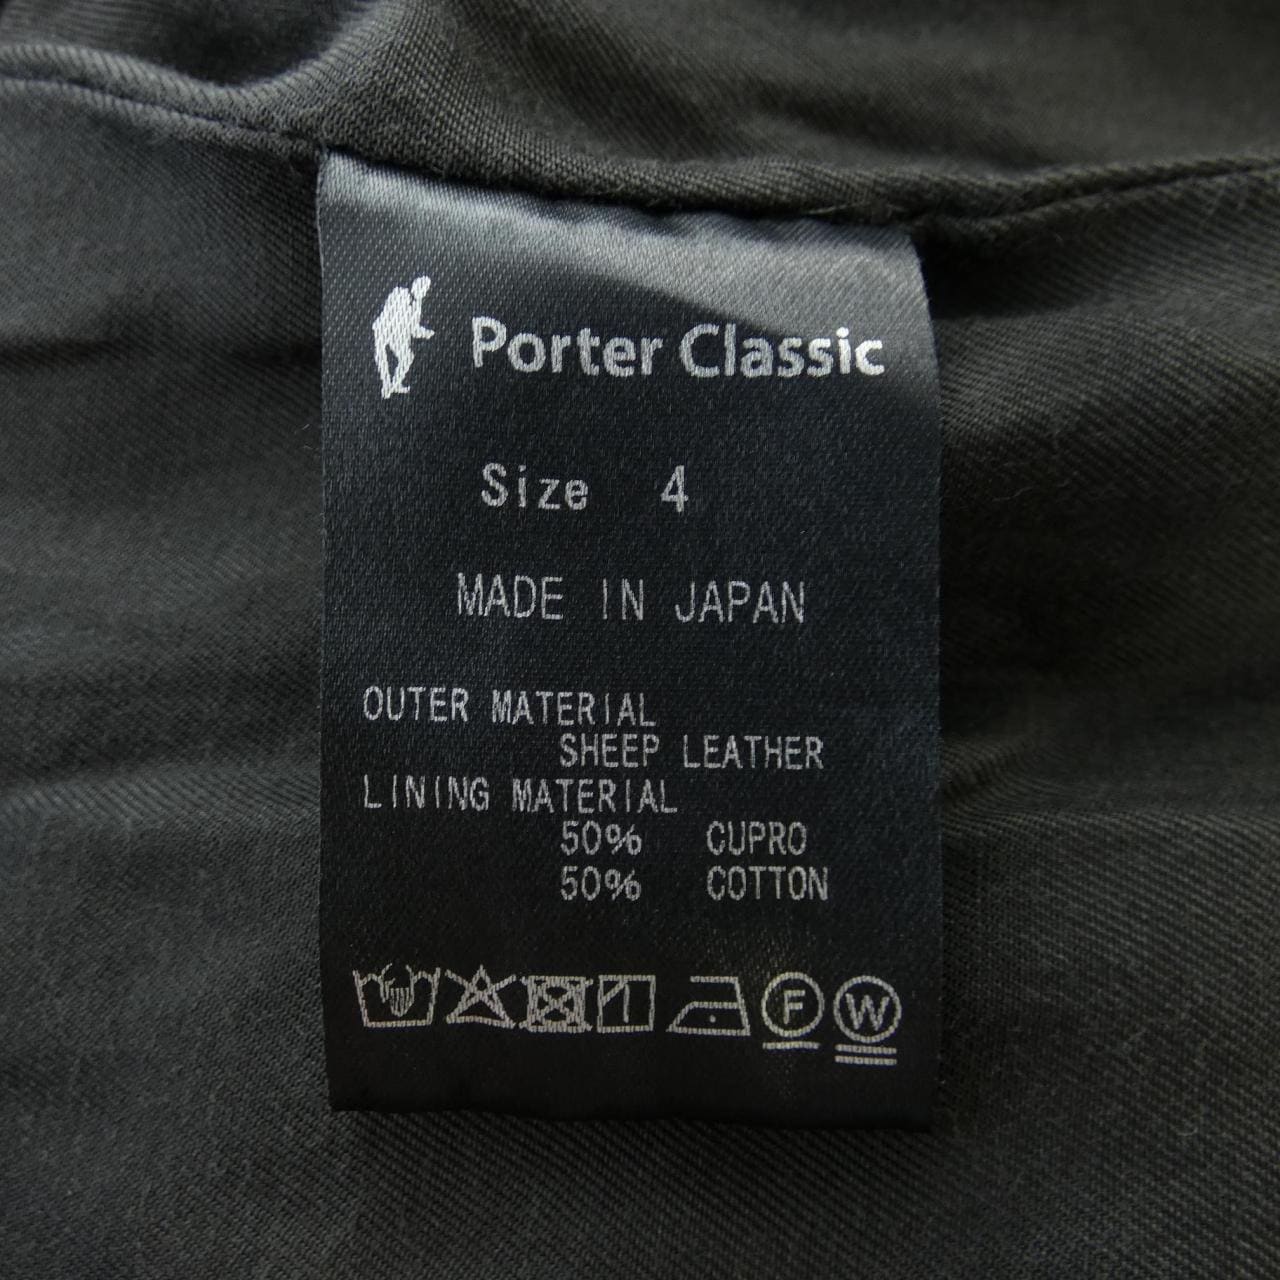 Porter Classic
Size 4
MADE IN JAPAN
OUTER MATERIAL
SHEEP LEATHER
LINING MATERIAL
50% CUPRO
50% COTTON
F W